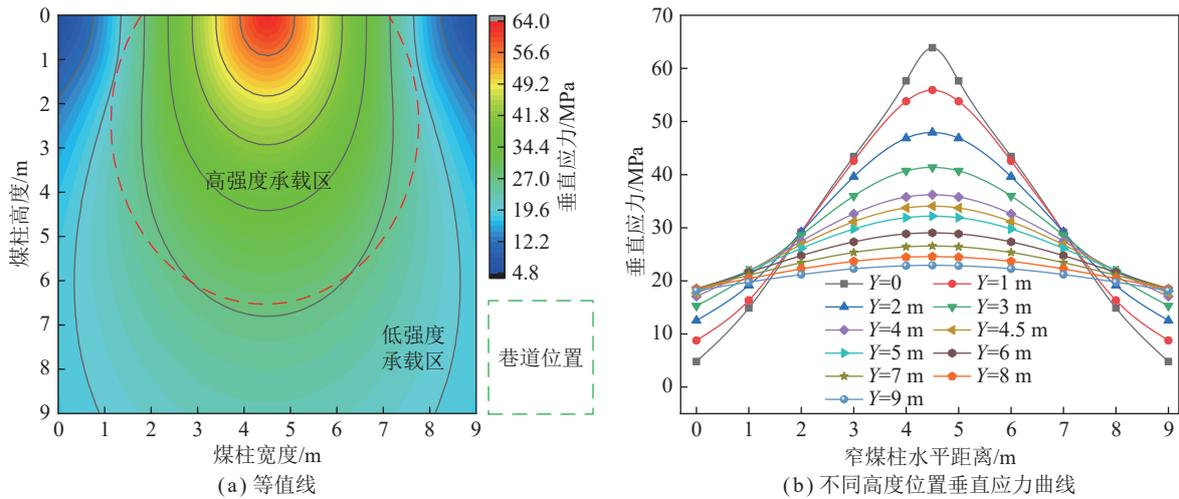 0
1
2
3
4
5
6
7
8
9
煤柱高度/m
0 1 2 3 4 5 6 7 8 9
煤柱宽度/m
高强度承载区
低强度
承载区
64.0
56.6
49.2
41.8
34.4
27.0
19.6
12.2
4.8
垂直应力/MPa
巷道位置
(a) 等值线
70
60
50
40
30
20
10
0
垂直应力/MPa
Y=0 Y=1 m
Y=2 m Y=3 m
Y=4 m Y=4.5 m
Y=5 m Y=6 m
Y=7 m Y=8 m
Y=9 m
0 1 2 3 4 5 6 7 8 9
窄煤柱水平距离/m
(b) 不同高度位置垂直应力曲线